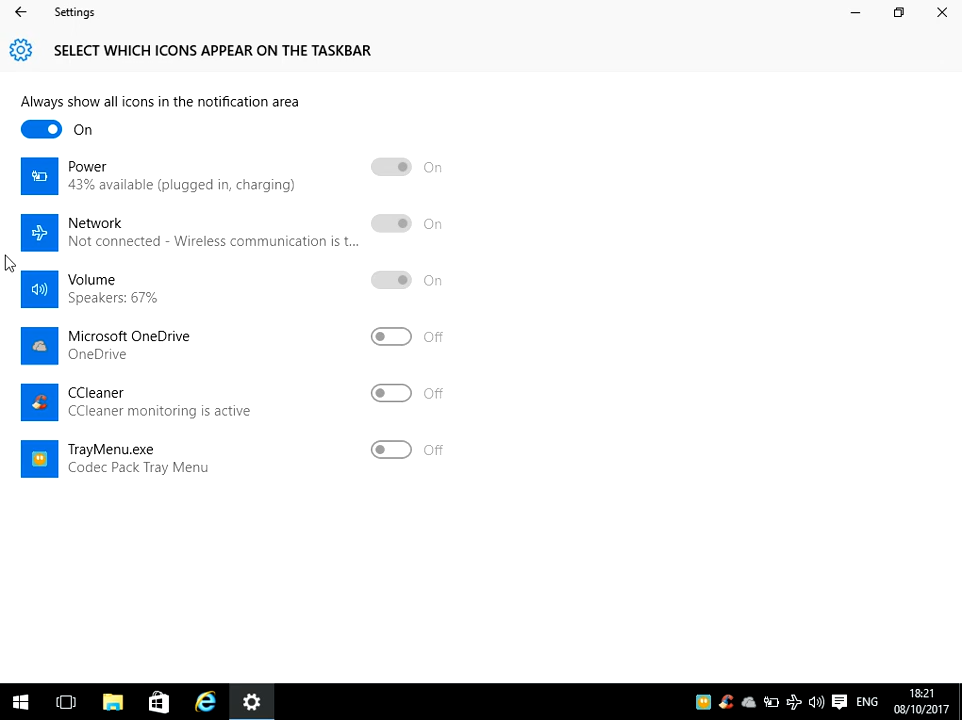 Settings
SELECT WHICH ICONS APPEAR ON THE TASKBAR
Always show all icons in the notification area
On
Power
On
43% available (plugged in, charging)
Network
On
Not connected - Wireless communication is t...
Volume
On
Speakers: 67%
Microsoft OneDrive
Off
OneDrive
CCleaner
Off
CCleaner monitoring is active
TrayMenu.exe
Off
Codec Pack Tray Menu
ENG
18:21
08/10/2017